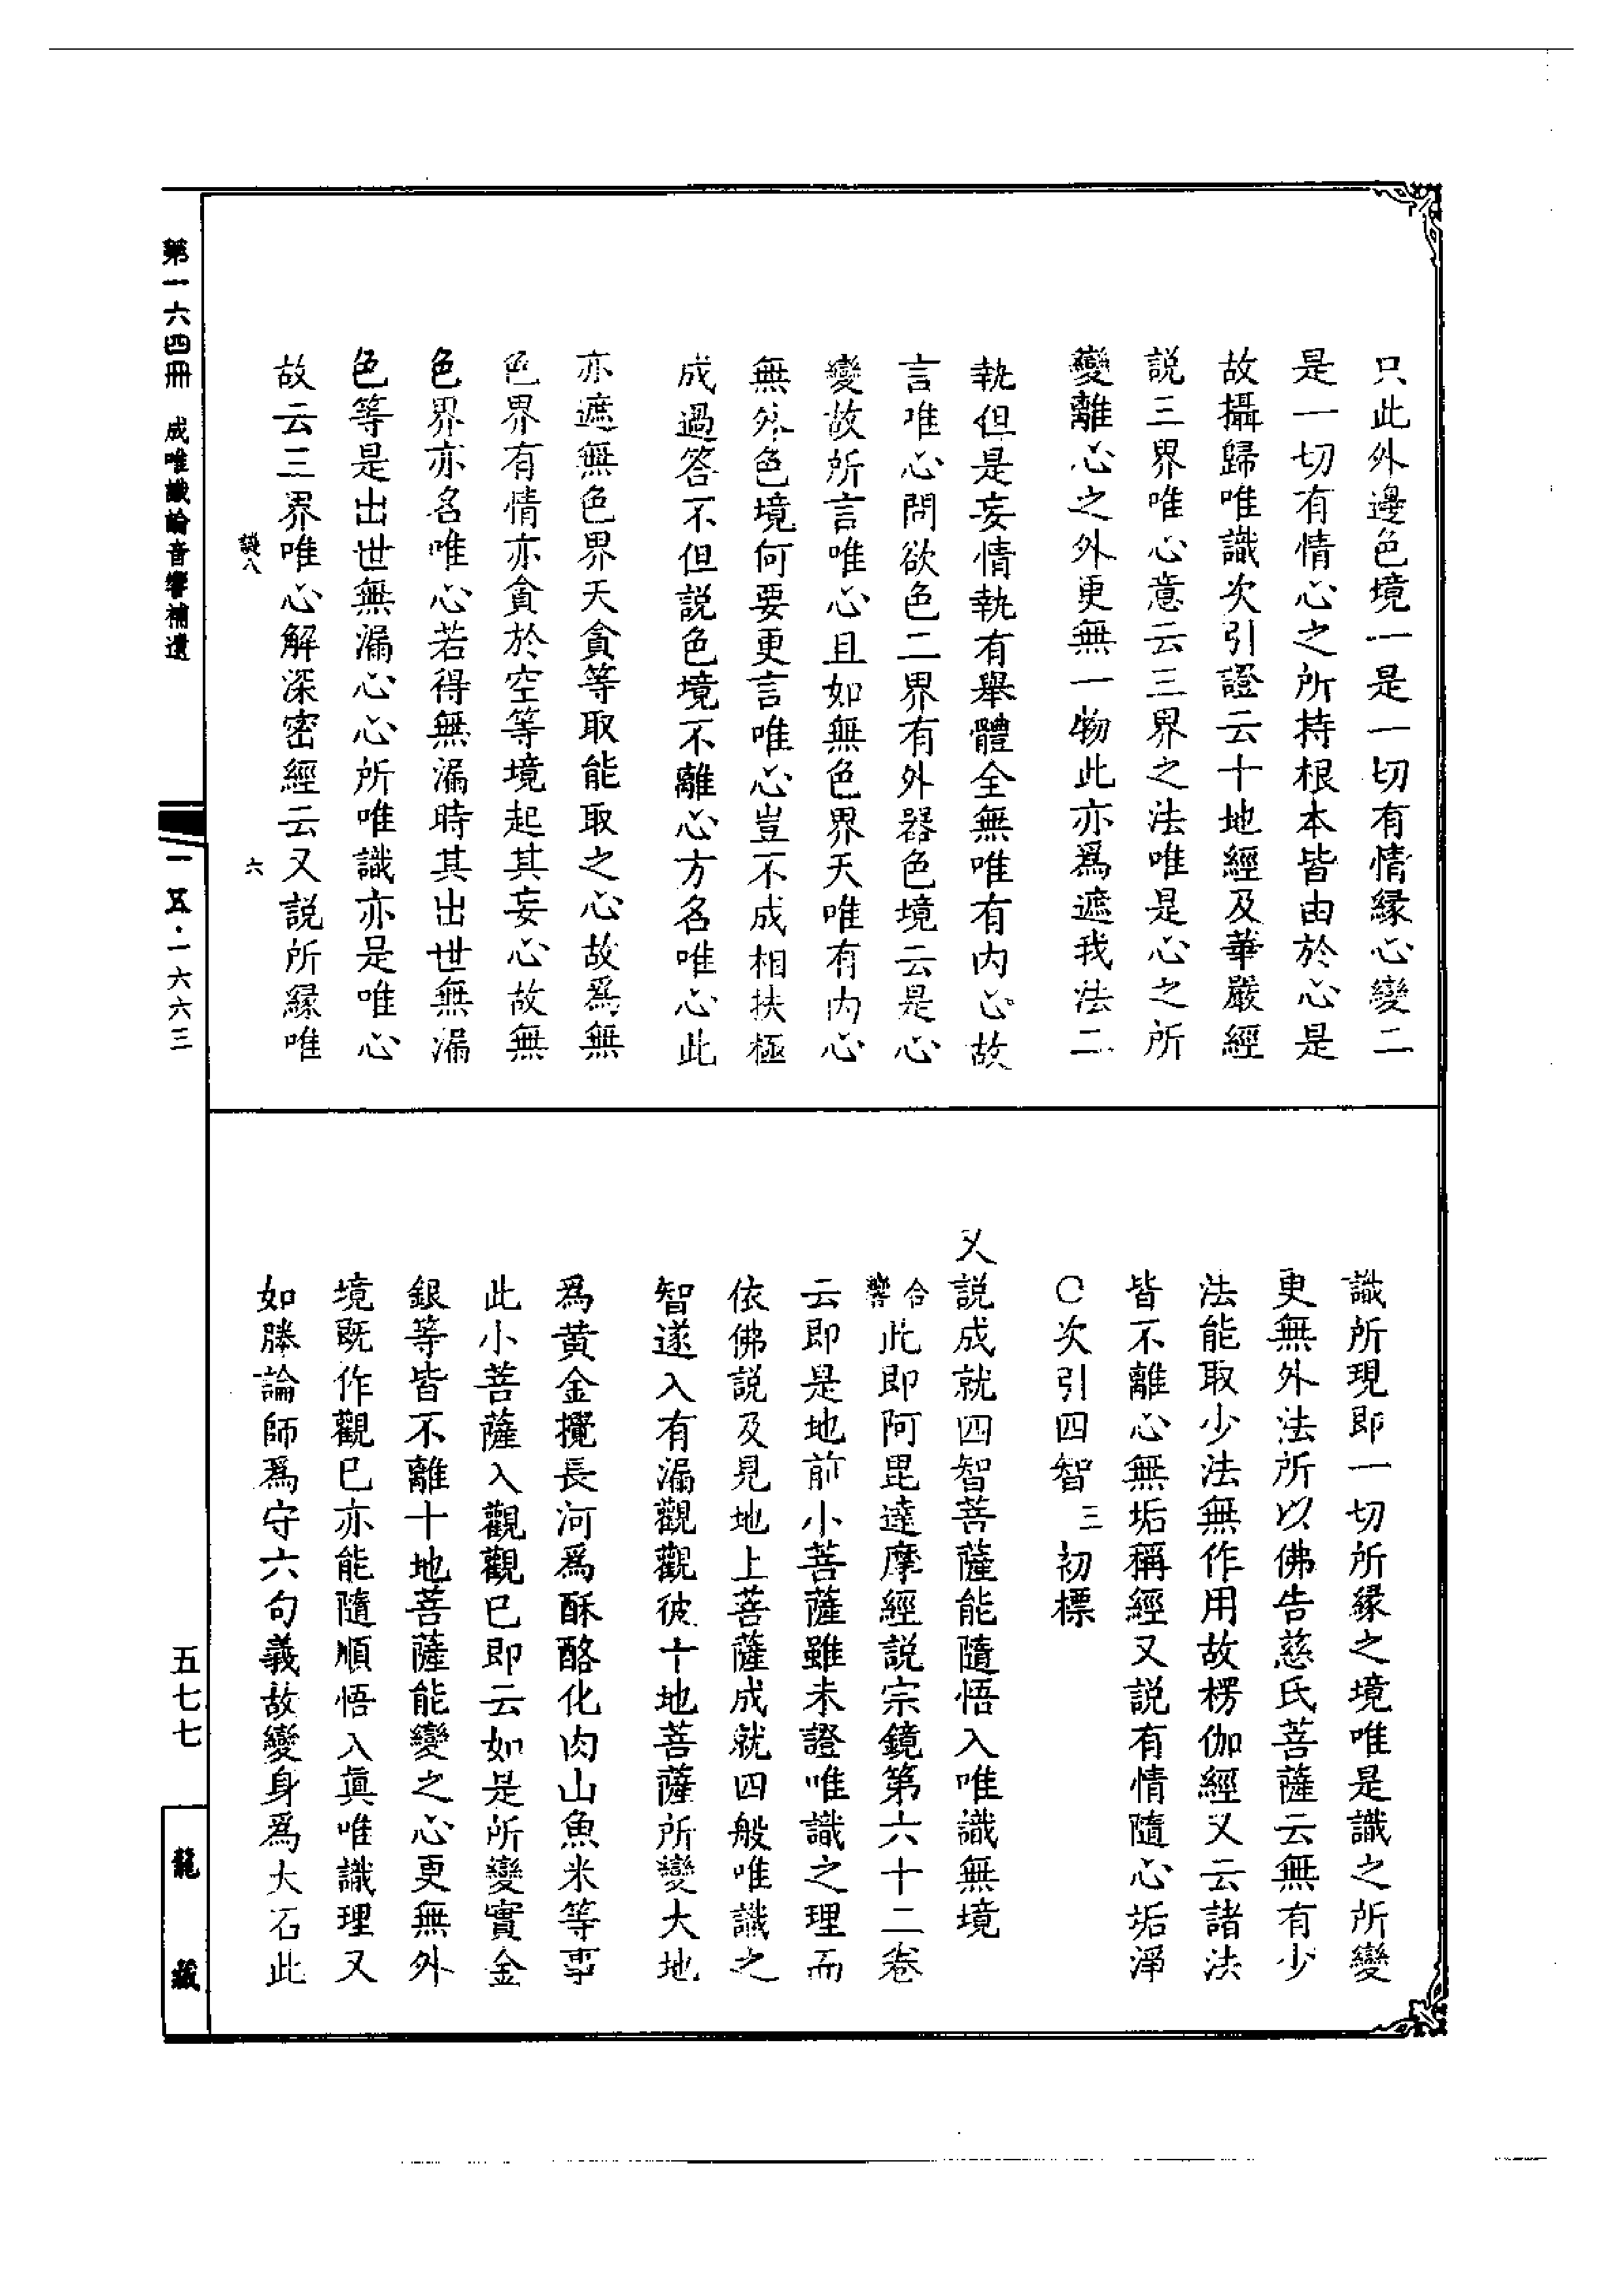 只此外邊色境一是一切有情緣心變二
是一切有情心之所持根本皆由於心是
故攝歸唯識次引證云十地經及華嚴經
說三界唯心意云三界之法唯是心之所
變離心之外更無一物此亦爲遮我法二
執但是妄情執有舉體全無唯有內心故
言唯心問欲色二界有外器色境云是心
變故所言唯心且如無色界天唯有內心
無外色境何要更言唯心豈不成相扶極
成過答不但說色境不離心方名唯心此
亦遮無色界天貪等取能取之心故爲無
色界有情亦貪於空等境起其妄心故無
色界亦名唯心若得無漏時其出世無漏
色等是出世無漏心心所唯識亦是唯心
故云三界唯心解深密經云又說所緣唯
六
第一六四冊 成唯識論音響補遺
一五·一六六三
識所現即一切所緣之境唯是識之所變
更無外法所以佛告慈氏菩薩云無有少
法能取少法無作用故楞伽經又云諸法
皆不離心無垢稱經又說有情隨心垢淨
○次引四智三初標
又說成就四智菩薩能隨悟入唯識無境
合響此即阿毘達摩經說宗鏡第六十二卷
云即是地前小菩薩雖未證唯識之理而
依佛說及見地上菩薩成就四般唯識之
智遂入有漏觀觀彼十地菩薩所變大地
爲黃金攪長河爲酥酪化肉山魚米等事
此小菩薩入觀觀已即云如是所變實金
銀等皆不離十地菩薩能變之心更無外
境既作觀已亦能隨順悟入眞唯識理又
如勝論師爲守六句義故變身爲大石此
五七七
龍藏